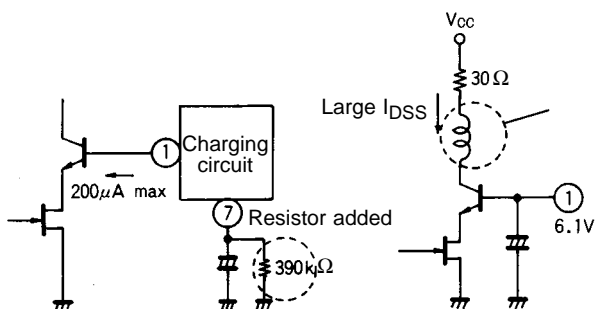 ① Charging circuit
200μA max
⑦ Resistor added
390kΩ
VCC
30Ω
Large IDSS
①
6.1V